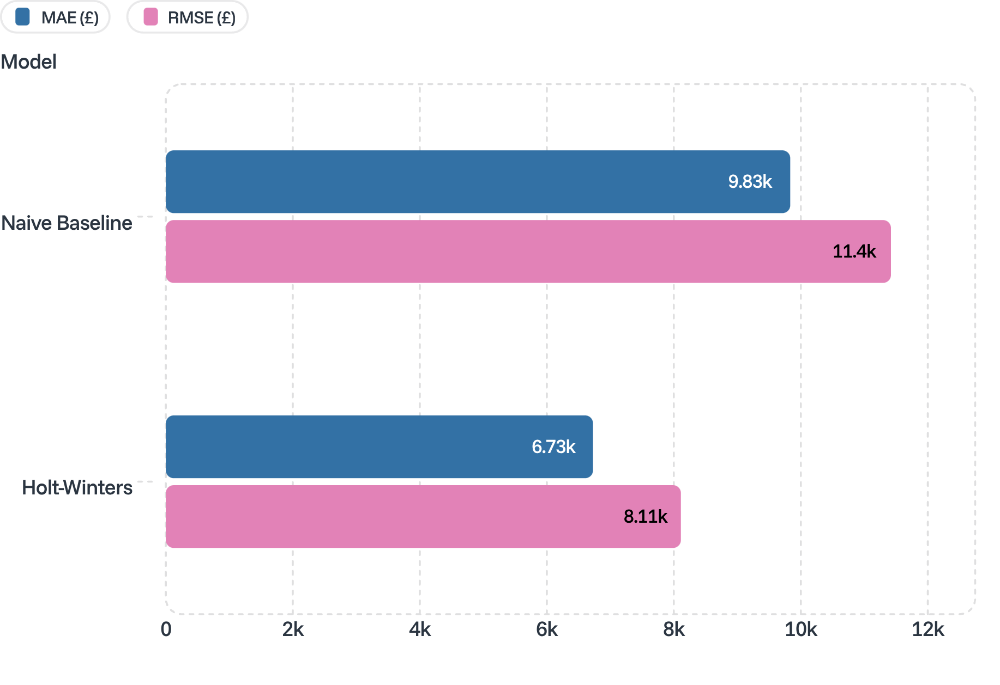 MAE (£) RMSE (£)
Model
9.83k
Naive Baseline
11.4k
6.73k
Holt-Winters
8.11k
0 2k 4k 6k 8k 10k 12k